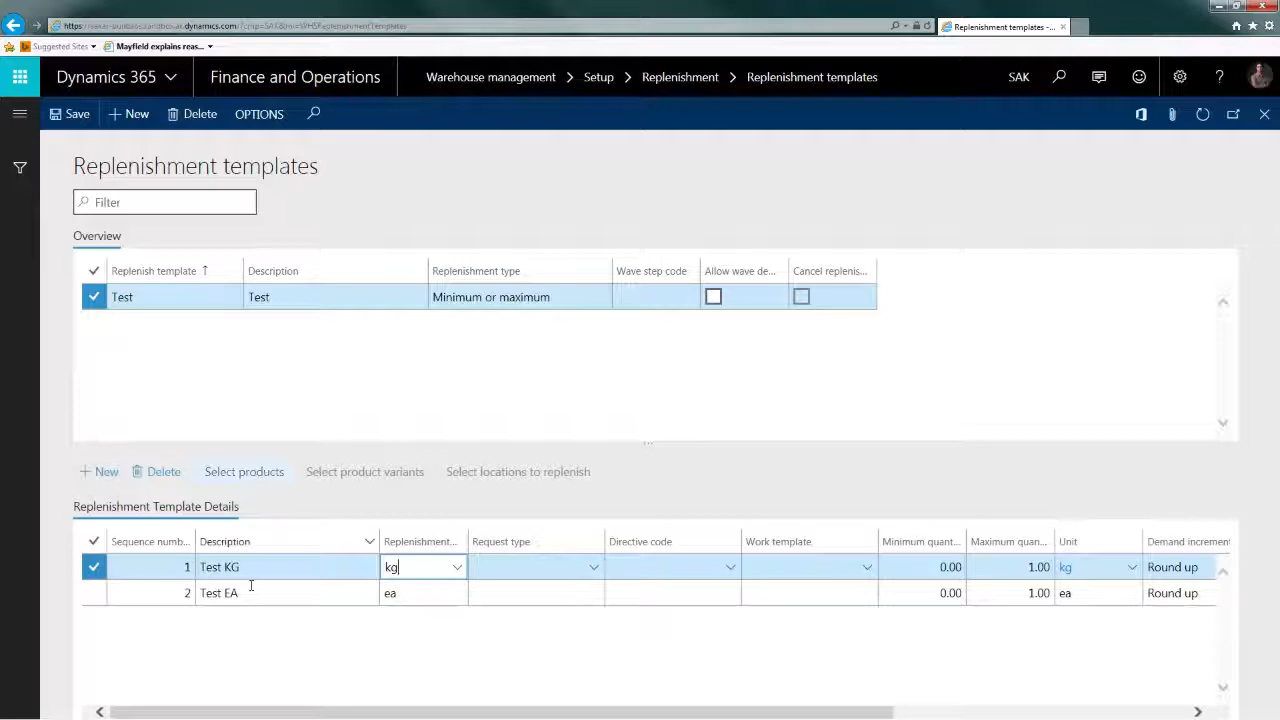 Replenishment templates -...
Suggested Sites
Mayfield explains reas...
Dynamics 365
Finance and Operations
Warehouse management > Setup > Replenishment > Replenishment templates
SAK
Save + New Delete OPTIONS
Replenishment templates
Filter
Overview
Replenish template ↑ Description Replenishment type Wave step code Allow wave de... Cancel replenis...
Test Test Minimum or maximum
+ New Delete Select products Select product variants Select locations to replenish
Replenishment Template Details
Sequence numb... Description Replenishment... Request type Directive code Work template Minimum quant... Maximum quan... Unit Demand increment
1 Test KG kg 0.00 1.00 kg Round up
2 Test EA ea 0.00 1.00 ea Round up